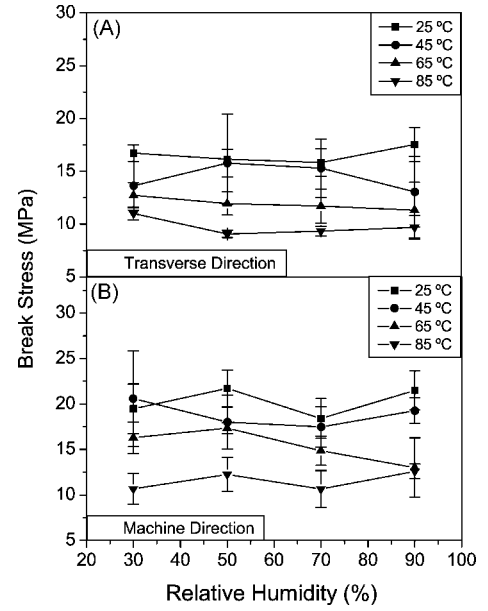 (A)
25 ºC
45 ºC
65 ºC
85 ºC
30
25
20
15
10
5
Transverse Direction
Break Stress (MPa)
(B)
25 ºC
45 ºC
65 ºC
85 ºC
30
25
20
15
10
5
Machine Direction
20 30 40 50 60 70 80 90 100
Relative Humidity (%)